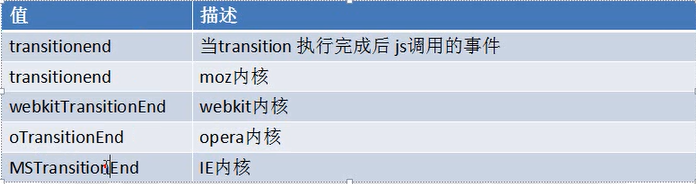 值 描述
transitionend 当transition 执行完成后 js调用的事件
transitionend moz内核
webkitTransitionEnd webkit内核
oTransitionEnd opera内核
MSTransitionEnd IE内核